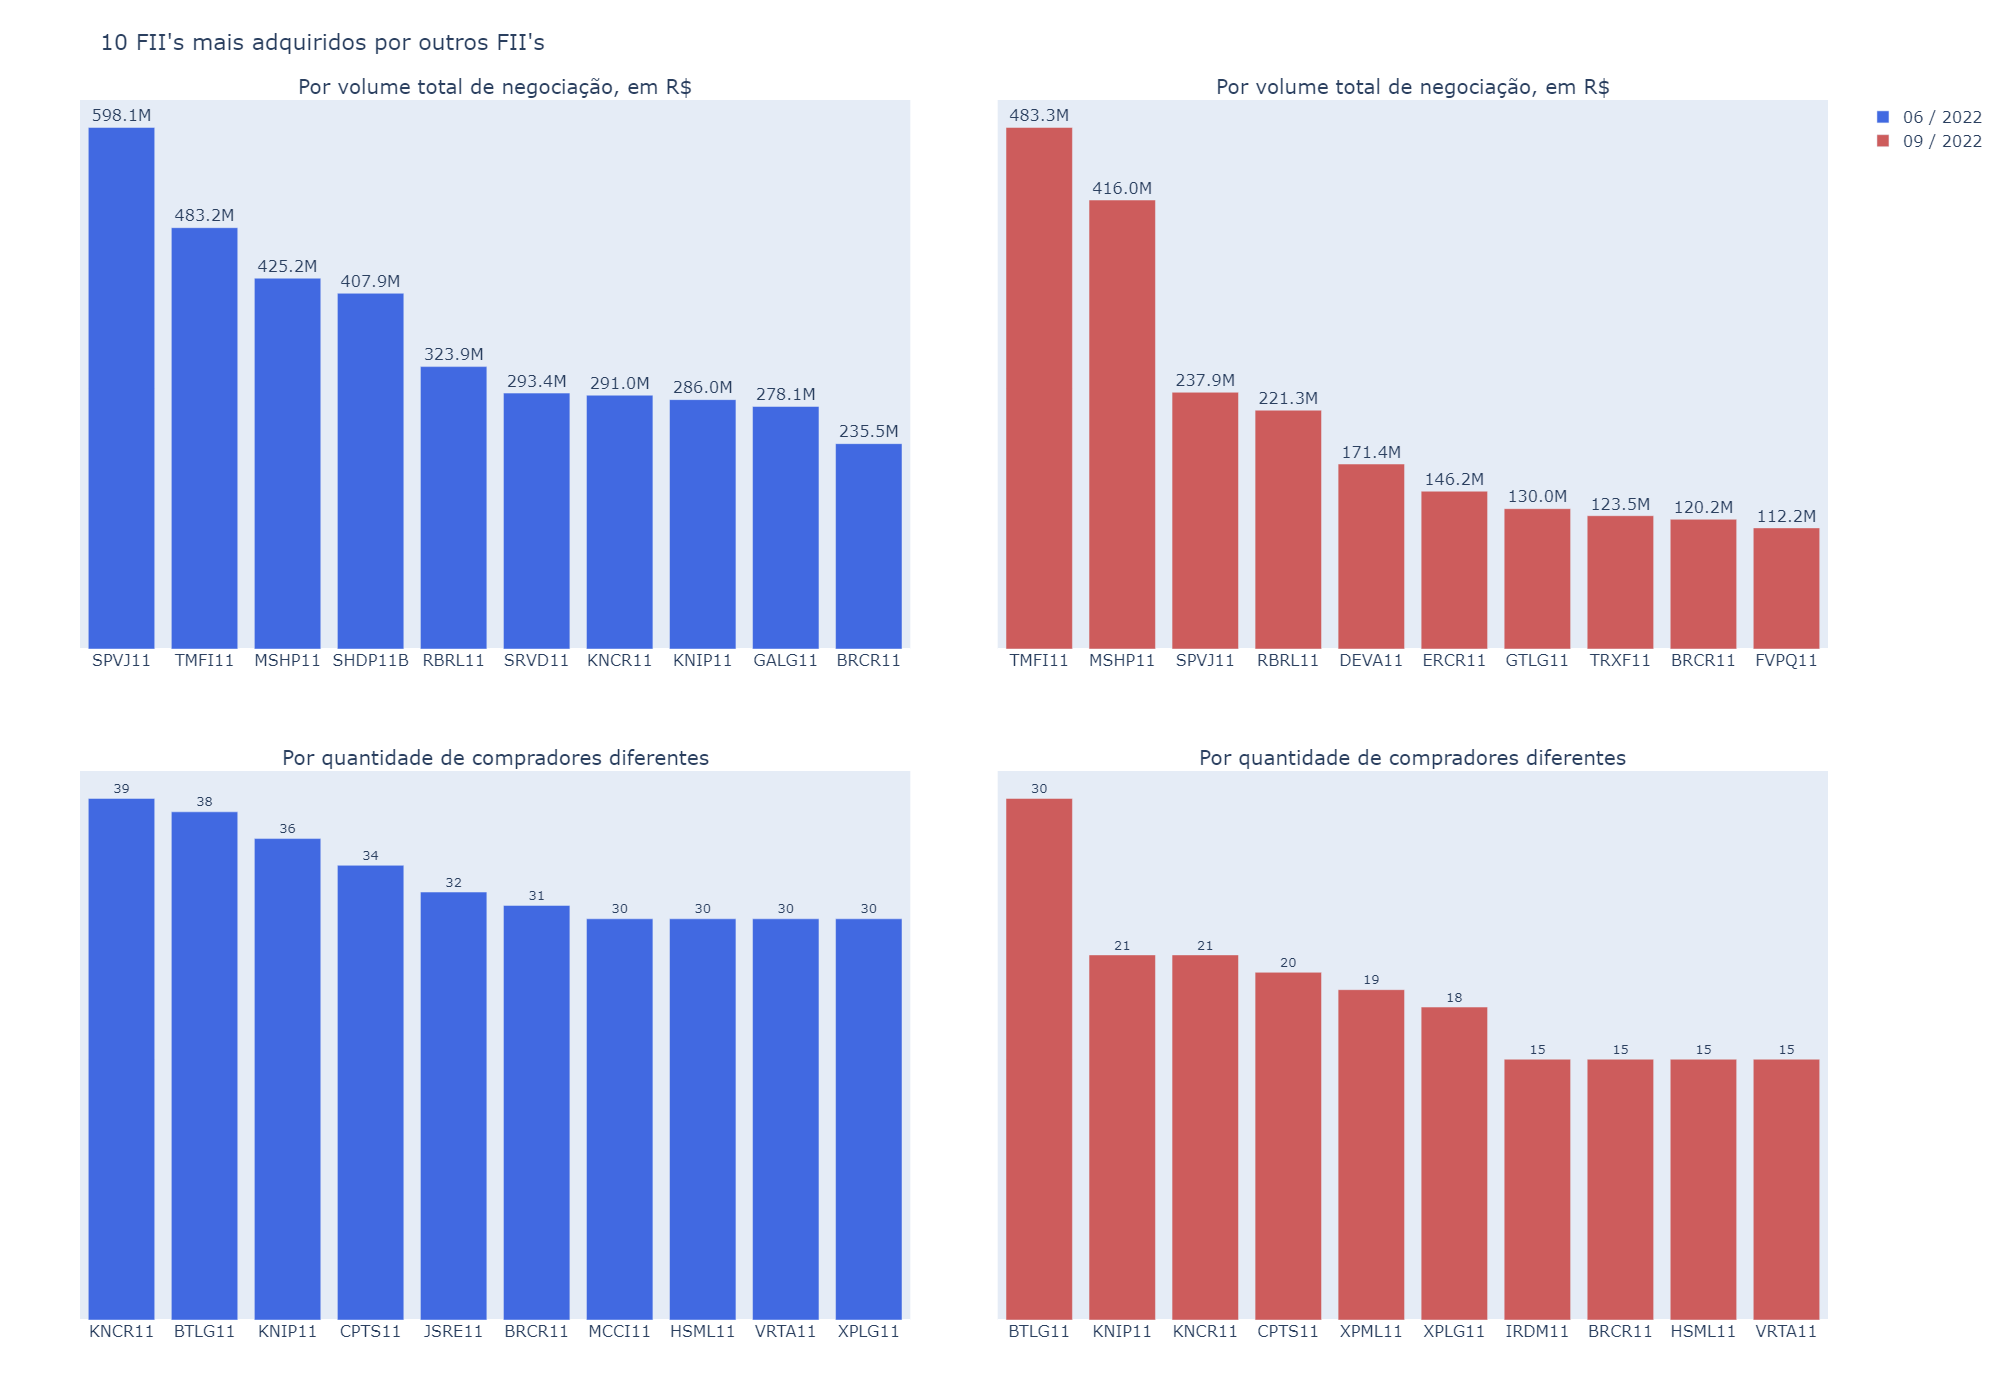 10 FII's mais adquiridos por outros FII's
Por volume total de negociação, em R$
598.1M
483.2M
425.2M
407.9M
323.9M
293.4M
291.0M
286.0M
278.1M
235.5M
SPVJ11 TMFI11 MSHP11 SHDP11B RBRL11 SRVD11 KNCR11 KNIP11 GALG11 BRCR11
Por volume total de negociação, em R$
483.3M
416.0M
237.9M
221.3M
171.4M
146.2M
130.0M
123.5M
120.2M
112.2M
TMFI11 MSHP11 SPVJ11 RBRL11 DEVA11 ERCR11 GTLG11 TRXF11 BRCR11 FVPQ11
06 / 2022
09 / 2022
Por quantidade de compradores diferentes
39
38
36
34
32
31
30
30
30
30
KNCR11 BTLG11 KNIP11 CPTS11 JSRE11 BRCR11 MCCI11 HSML11 VRTA11 XPLG11
Por quantidade de compradores diferentes
30
21
21
20
19
18
15
15
15
15
BTLG11 KNIP11 KNCR11 CPTS11 XPML11 XPLG11 IRDM11 BRCR11 HSML11 VRTA11